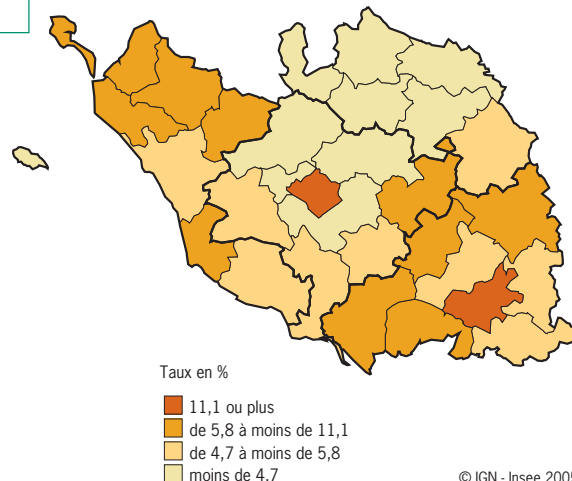 Taux en %
11,1 ou plus
de 5,8 à moins de 11,1
de 4,7 à moins de 5,8
moins de 4,7
© IGN - Insee 2005